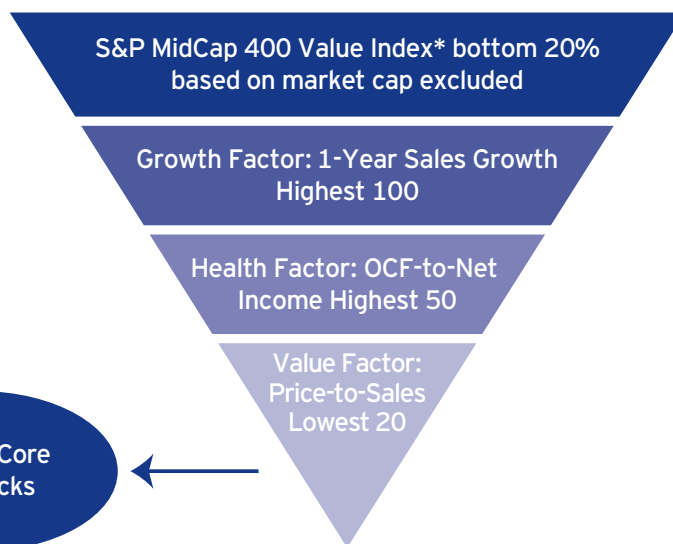 S&P MidCap 400 Value Index* bottom 20%
based on market cap excluded
Growth Factor: 1-Year Sales Growth
Highest 100
Health Factor: OCF-to-Net
Income Highest 50
Value Factor:
Price-to-Sales
Lowest 20
Core